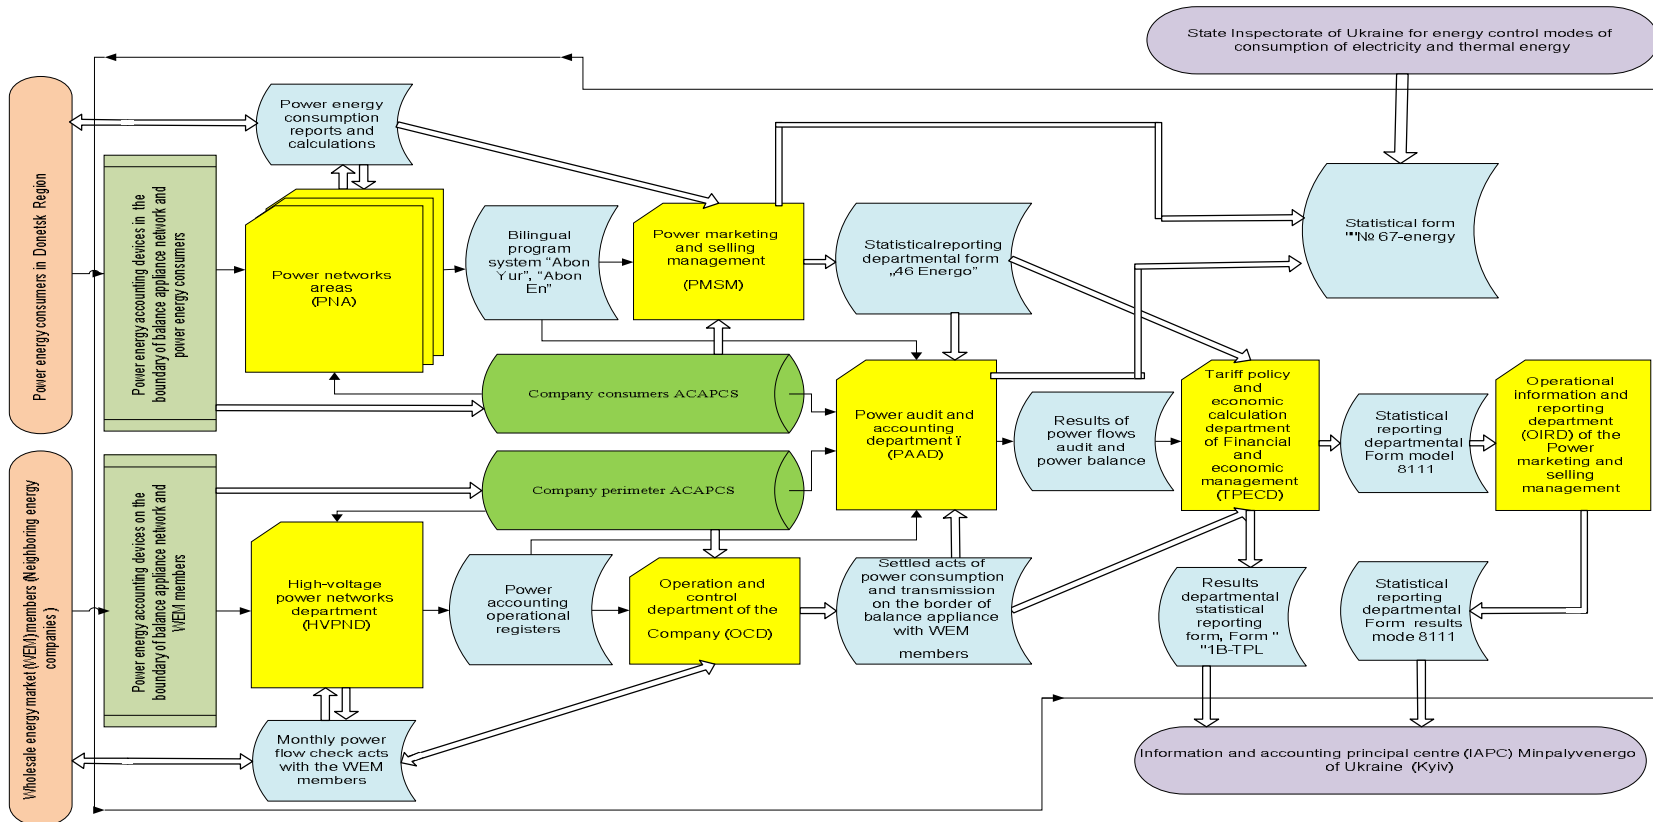 State Inspectorate of Ukraine for energy control modes of
consumption of electricity and thermal energy
Power energy consumers in Donetsk Region
Power energy accounting devices in the
boundary of balance appliance network and
power energy consumers
Power energy
consumption
reports and
calculations
Power networks
areas
(PNA)
Bilingual
program
system “Abon
Yur”, “Abon
En”
Power marketing
and selling
management
(PMSM)
Statisticalreporting
departmental form
„46 Energo”
Statistical form
""№ 67-energy
Company consumers ACAPCS
Company perimeter ACAPCS
Power audit and
accounting
department ï
(PAAD)
Results of
power flows
audit and
power balance
Tariff policy
and
economic
calculation
department
of Financial
and
economic
management
(TPECD)
Statistical
reporting
departmental
Form model
8111
Operational
information and
reporting
department
(OIRD) of the
Power
marketing and
selling
management
Wholesale energy market (WEM) members (Neighboring energy
companies )
Power energy accounting devices on the
boundary of balance appliance network and
WEM members
High-voltage
power networks
department
(HVPND)
Power
accounting
operational
registers
Operation and
control
department of the
Company (OCD)
Settled acts of
power consumption
and transmission
on the border of
balance appliance
with WEM
members
Results
departmental
statistical
reporting
form, Form "
"1B-TPL
Statistical
reporting
departmental
Form results
mode 8111
Monthly power
flow check acts
with the WEM
members
Information and accounting principal centre (IAPC) Minpalyvenergo
of Ukraine (Kyiv)